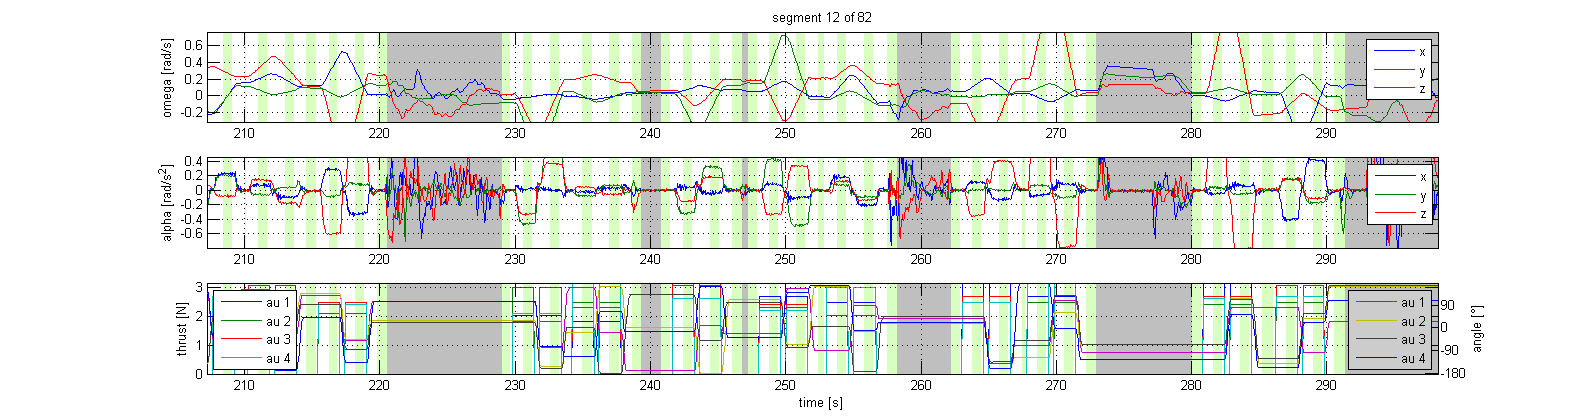 segment 12 of 82
omega [rad/s]
0.6
0.4
0.2
0
-0.2
x
y
z
210 220 230 240 250 260 270 280 290
alpha [rad/s2]
0.4
0.2
0
-0.2
-0.4
-0.6
x
y
z
210 220 230 240 250 260 270 280 290
thrust [N]
3
2
1
0
au 1
au 2
au 3
au 4
au 1
au 2
au 3
au 4
90
0
-90
-180
angle [°]
210 220 230 240 250 260 270 280 290
time [s]